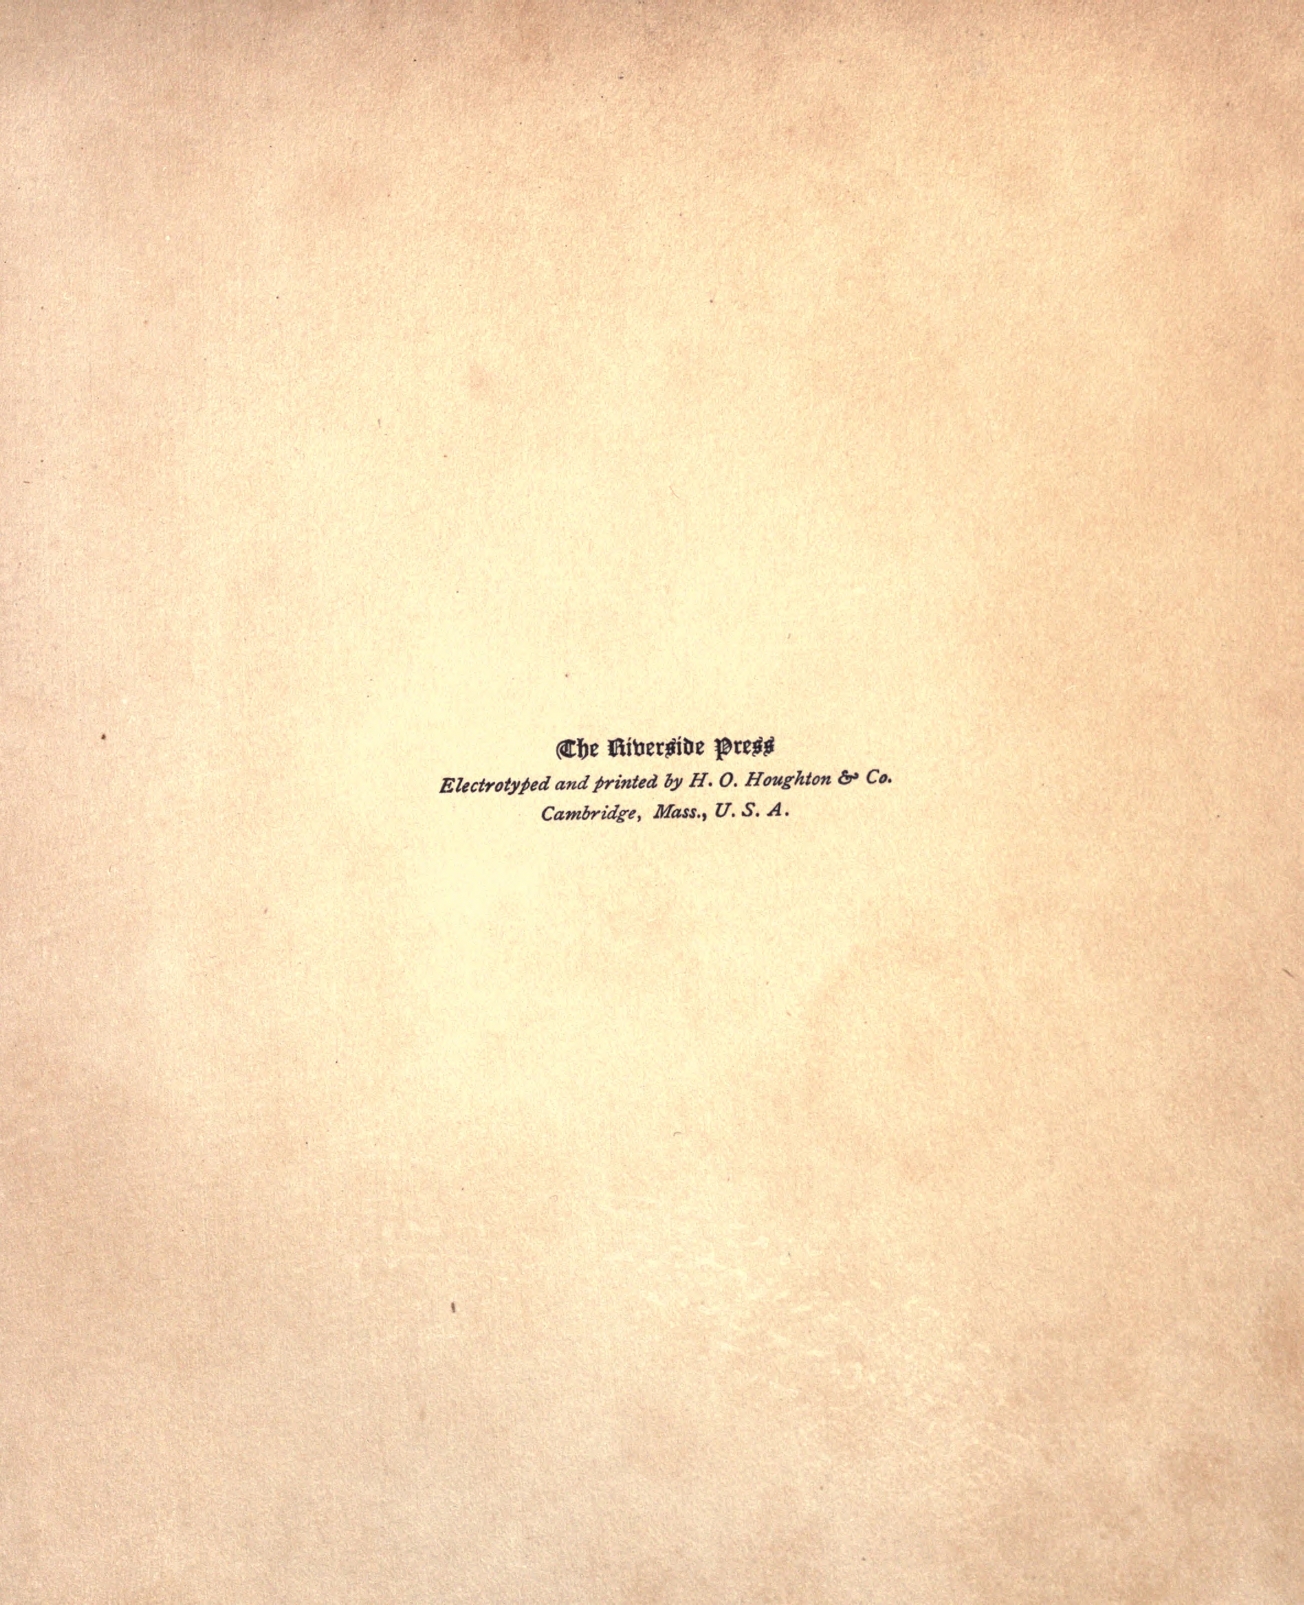 The Riverside Press
Electrotyped and printed by H. O. Houghton & Co.
Cambridge, Mass., U. S. A.